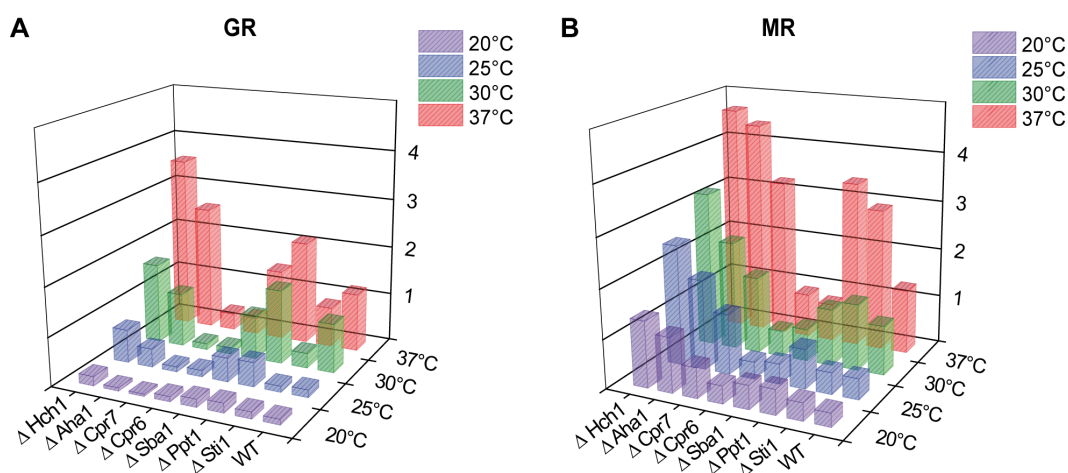 A
GR
20°C
25°C
30°C
37°C
4
3
2
1
37°C
30°C
25°C
20°C
Δ Hch1
Δ Aha1
Δ Cpr7
Δ Cpr6
Δ Sba1
Δ Ppt1
Δ Sti1
WT
B
MR
20°C
25°C
30°C
37°C
4
3
2
1
37°C
30°C
25°C
20°C
Δ Hch1
Δ Aha1
Δ Cpr7
Δ Cpr6
Δ Sba1
Δ Ppt1
Δ Sti1
WT